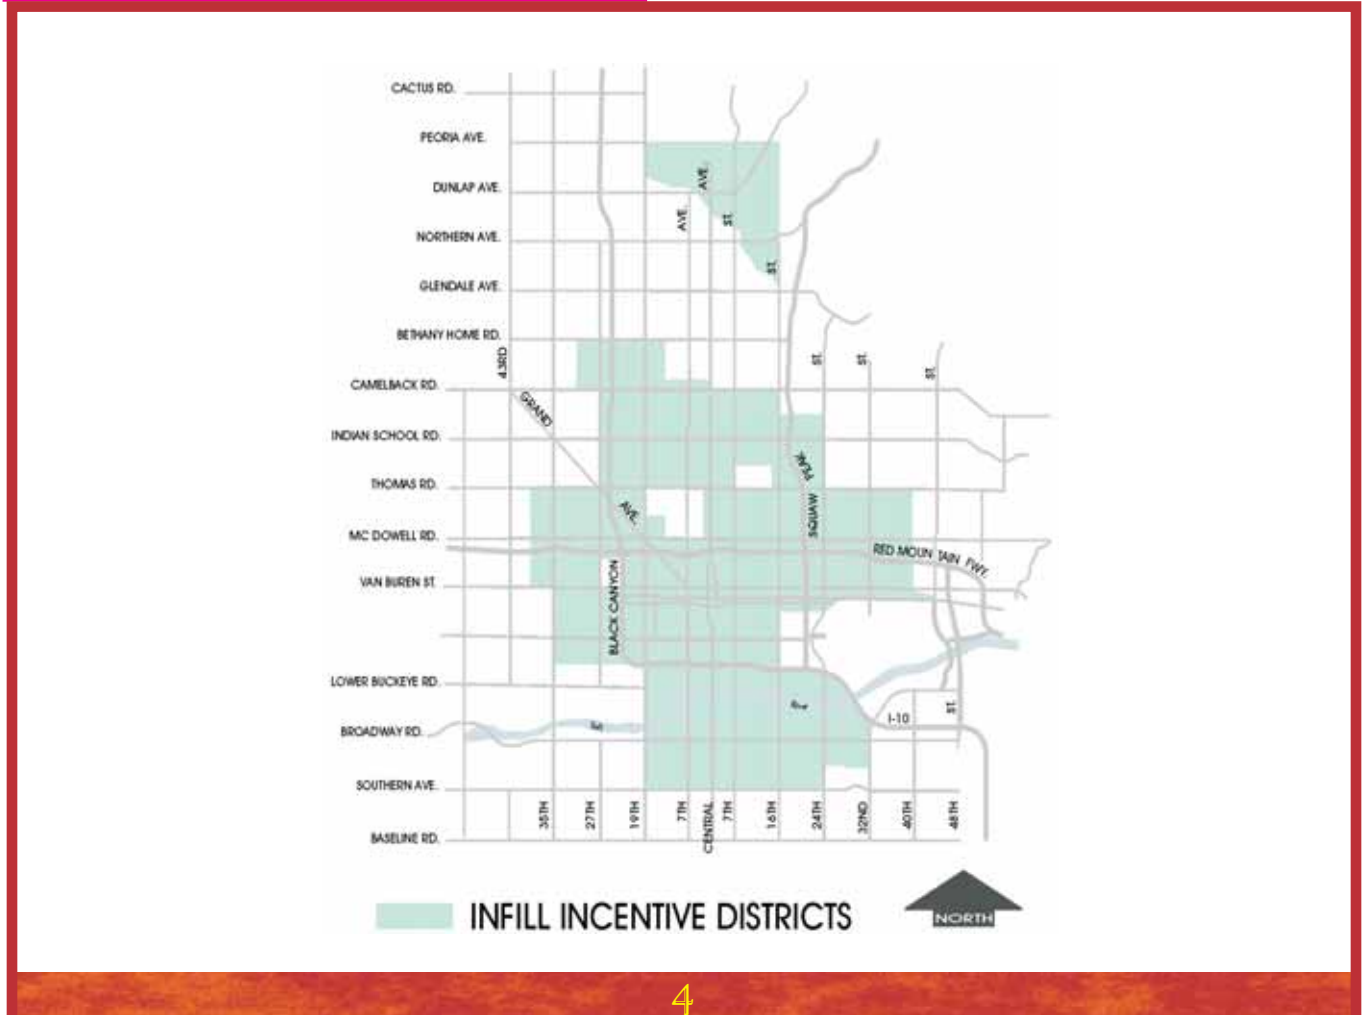 CACTUS RD.
PEORIA AVE.
DUNLAP AVE.
AVE.
AVE.
ST.
NORTHERN AVE.
ST.
GLENDALE AVE.
BETHANY HOME RD.
43RD
ST.
ST.
ST.
CAMELBACK RD.
GRAND
INDIAN SCHOOL RD.
PEAK
THOMAS RD.
AVE.
SQUAW
MC DOWELL RD.
RED MOUN TAIN FWY.
VAN BUREN ST.
BLACK CANYON
LOWER BUCKEYE RD.
I-10
ST.
BROADWAY RD.
SOUTHERN AVE.
35TH
27TH
19TH
7TH
CENTRAL
7TH
16TH
24TH
32ND
40TH
48TH
BASELINE RD.
INFILL INCENTIVE DISTRICTS
NORTH
4